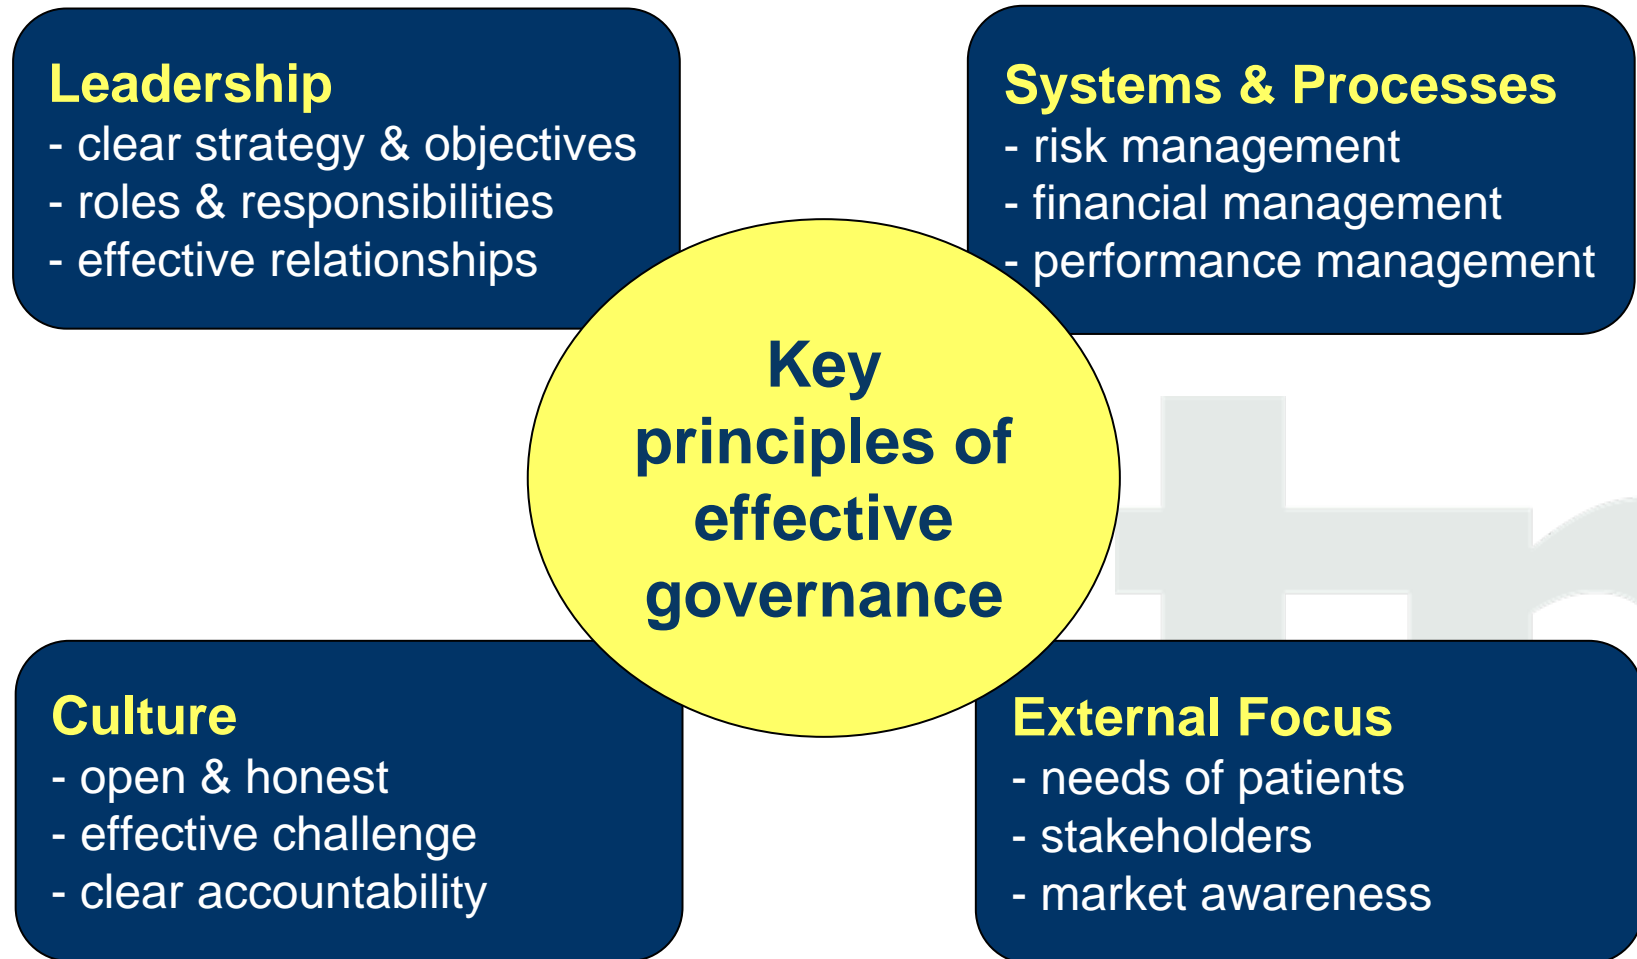 Leadership
- clear strategy & objectives
- roles & responsibilities
- effective relationships
Systems & Processes
- risk management
- financial management
- performance management
Key
principles of
effective
governance
Culture
- open & honest
- effective challenge
- clear accountability
External Focus
- needs of patients
- stakeholders
- market awareness